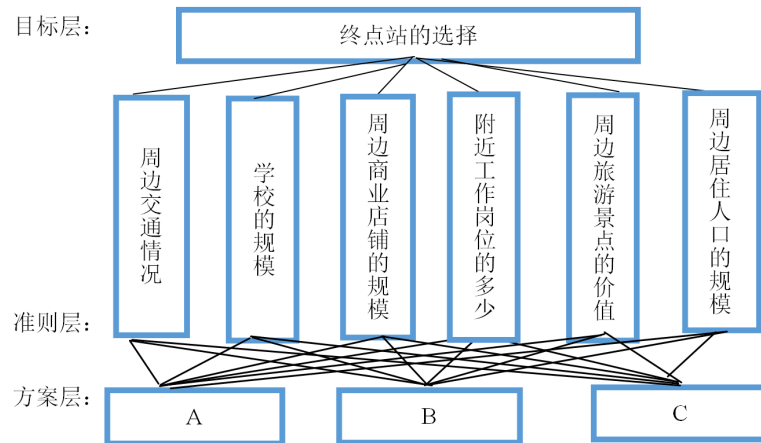 目标层：
终点站的选择
周边交通情况
学校的规模
周边商业店铺的规模
附近工作岗位的多少
周边旅游景点的价值
周边居住人口的规模
准则层：
方案层：
A
B
C